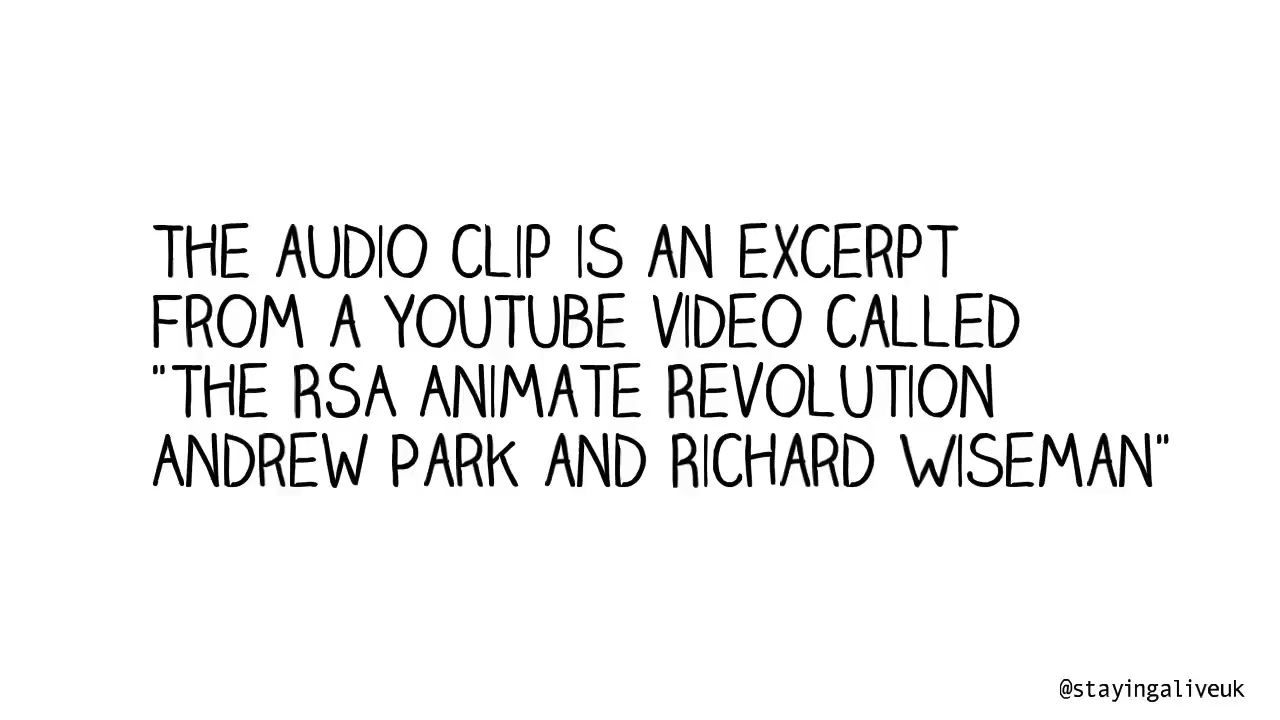 THE AUDIO CLIP IS AN EXCERPT
FROM A YOUTUBE VIDEO CALLED
"THE RSA ANIMATE REVOLUTION
ANDREW PARK AND RICHARD WISEMAN"
@stayingaliveuk